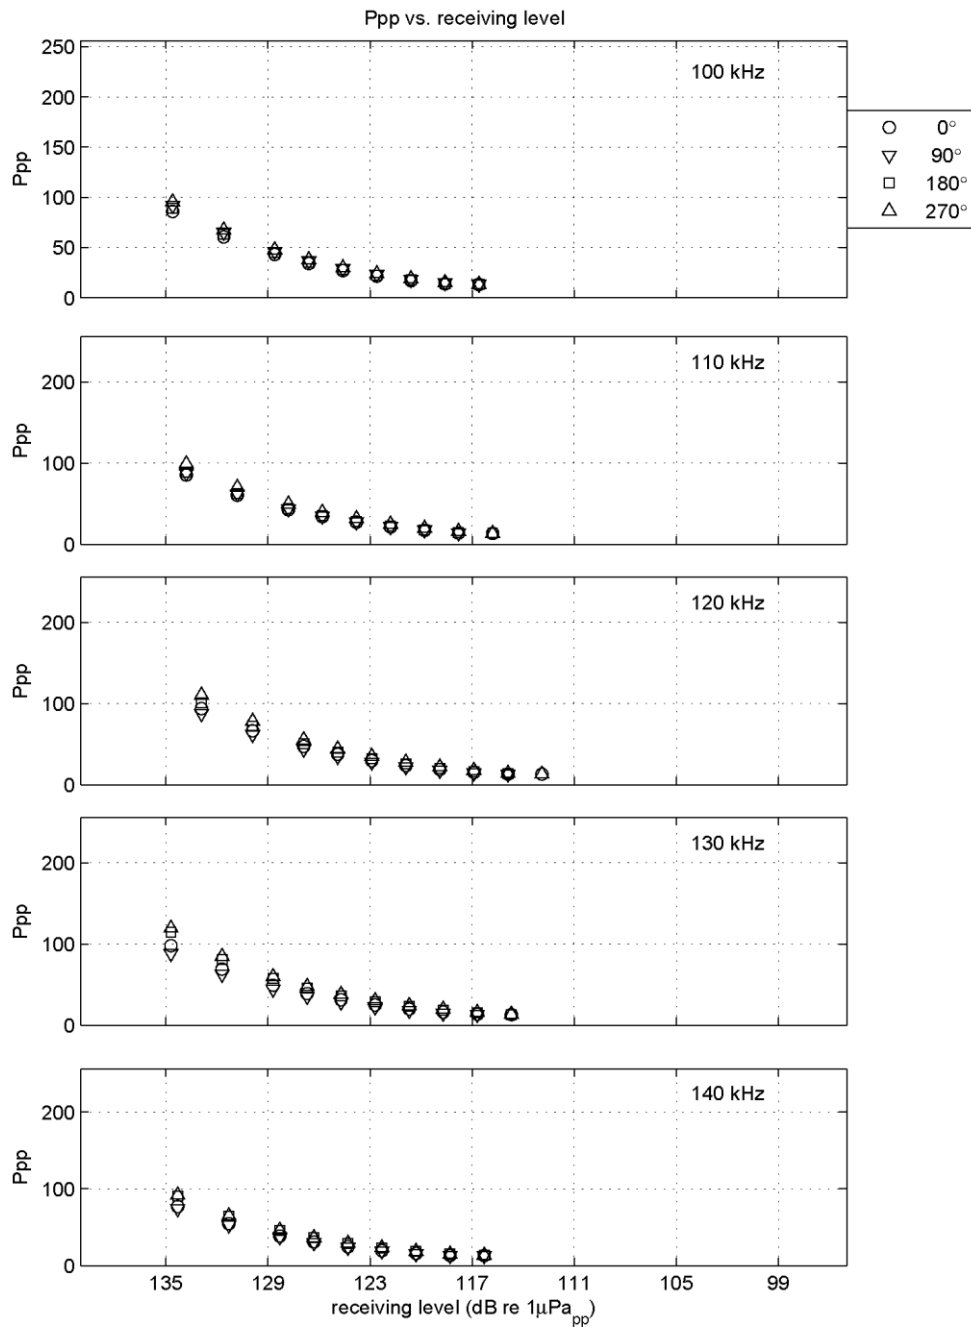 Ppp vs. receiving level
250
200
150
100
50
0
Ppp
100 kHz
0°
90°
180°
270°
200
100
0
Ppp
110 kHz
200
100
0
Ppp
120 kHz
200
100
0
Ppp
130 kHz
200
100
0
Ppp
140 kHz
135 129 123 117 111 105 99
receiving level (dB re 1μPapp)